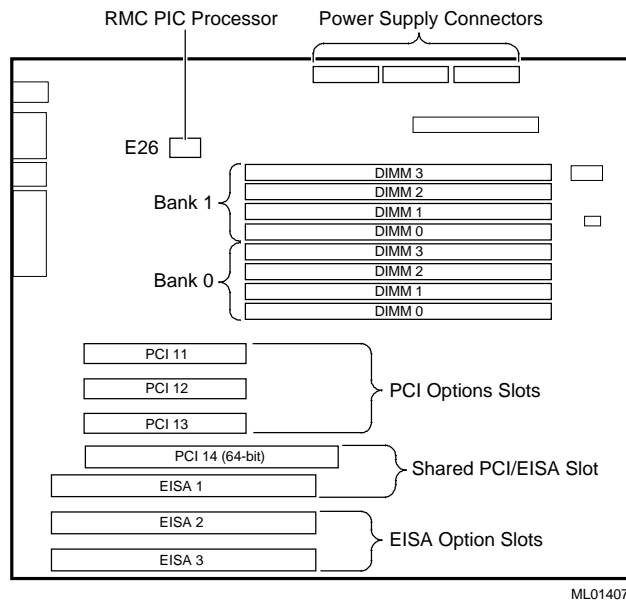 RMC PIC Processor
Power Supply Connectors
E26
DIMM 3
DIMM 2
Bank 1
DIMM 1
DIMM 0
DIMM 3
Bank 0
DIMM 2
DIMM 1
DIMM 0
PCI 11
PCI 12
PCI Options Slots
PCI 13
PCI 14 (64-bit)
Shared PCI/EISA Slot
EISA 1
EISA 2
EISA Option Slots
EISA 3
ML014070